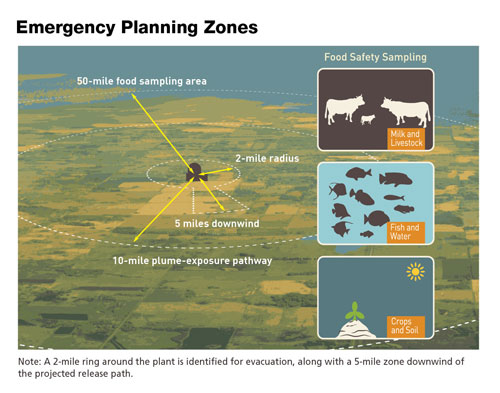 Emergency Planning Zones
Food Safety Sampling
50-mile food sampling area
2-mile radius
Milk and
Livestock
5 miles downwind
Fish and
Water
10-mile plume-exposure pathway
Crops
and Soil
Note: A 2-mile ring around the plant is identified for evacuation, along with a 5-mile zone downwind of
the projected release path.